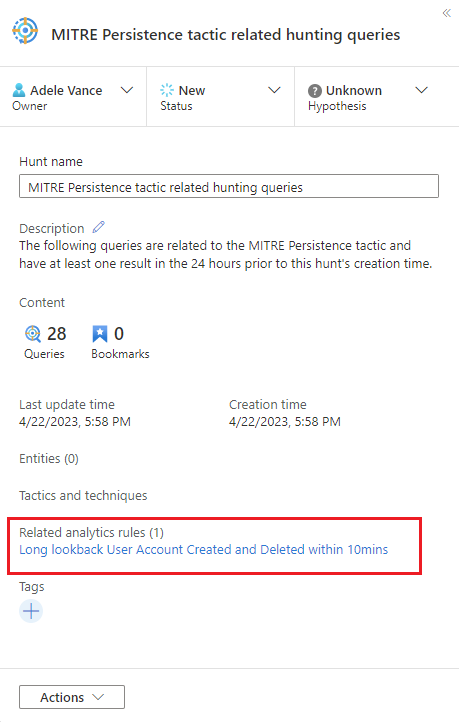 MITRE Persistence tactic related hunting queries
Adele Vance
Owner
New
Status
Unknown
Hypothesis
Hunt name
MITRE Persistence tactic related hunting queries
Description
The following queries are related to the MITRE Persistence tactic and
have at least one result in the 24 hours prior to this hunt's creation time.
Content
28
Queries
0
Bookmarks
Last update time
4/22/2023, 5:58 PM
Creation time
4/22/2023, 5:58 PM
Entities (0)
Tactics and techniques
Related analytics rules (1)
Long lookback User Account Created and Deleted within 10mins
Tags
Actions